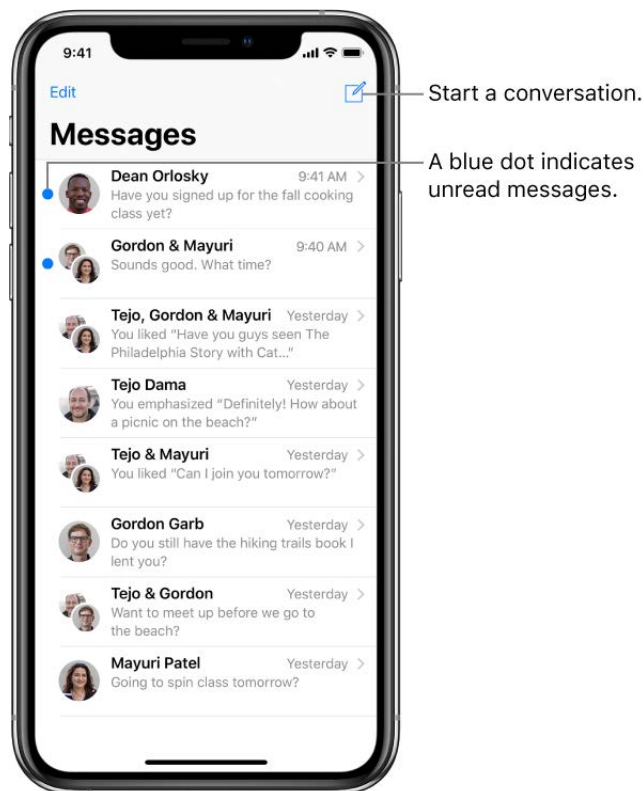 9:41
Edit
Start a conversation.
Messages
A blue dot indicates
unread messages.
Dean Orlosky 9:41 AM
Have you signed up for the fall cooking
class yet?
Gordon & Mayuri 9:40 AM
Sounds good. What time?
Tejo, Gordon & Mayuri Yesterday
You liked “Have you guys seen The
Philadelphia Story with Cat...”
Tejo Dama Yesterday
You emphasized “Definitely! How about
a picnic on the beach?”
Tejo & Mayuri Yesterday
You liked “Can I join you tomorrow?”
Gordon Garb Yesterday
Do you still have the hiking trails book I
lent you?
Tejo & Gordon Yesterday
Want to meet up before we go to
the beach?
Mayuri Patel Yesterday
Going to spin class tomorrow?